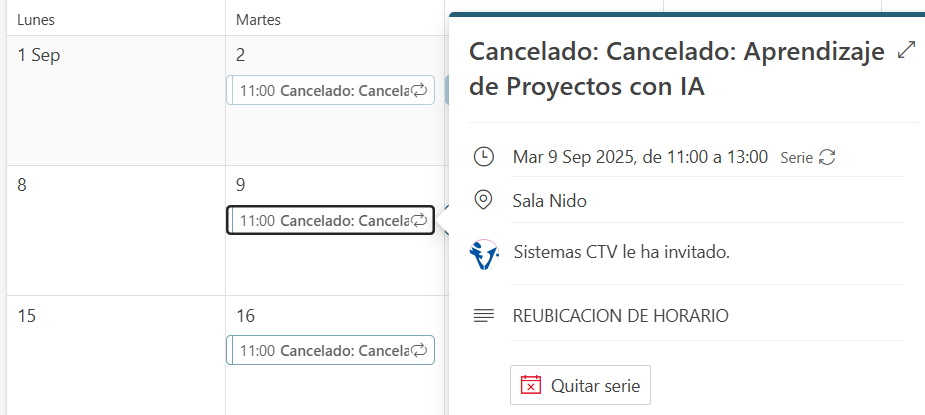 Lunes
Martes
1 Sep
2
11:00 Cancelado: Cancela
8
9
11:00 Cancelado: Cancela
15
16
11:00 Cancelado: Cancela
Cancelado: Cancelado: Aprendizaje
de Proyectos con IA
Mar 9 Sep 2025, de 11:00 a 13:00 Serie
Sala Nido
Sistemas CTV le ha invitado.
REUBICACION DE HORARIO
Quitar serie